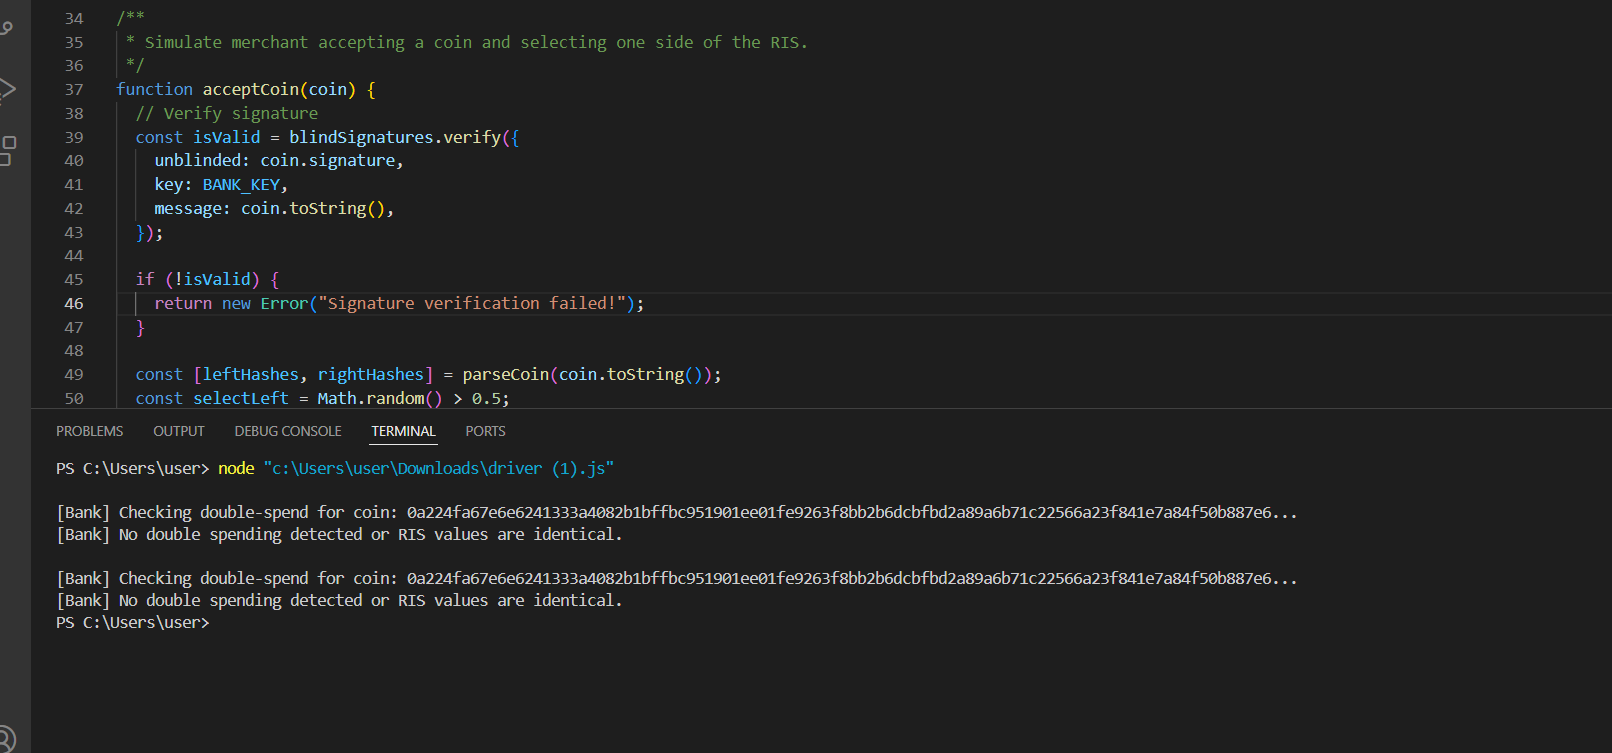 34 /**
35 * Simulate merchant accepting a coin and selecting one side of the RIS.
36 */
37 function acceptCoin(coin) {
38 // Verify signature
39 const isValid = blindSignatures.verify({
40 unblinded: coin.signature,
41 key: BANK_KEY,
42 message: coin.toString(),
43 });
44
45 if (!isValid) {
46 return new Error("Signature verification failed!");
47 }
48
49 const [leftHashes, rightHashes] = parseCoin(coin.toString());
50 const selectLeft = Math.random() > 0.5;
PROBLEMS OUTPUT DEBUG CONSOLE TERMINAL PORTS
PS C:\Users\user> node "c:\Users\user\Downloads\driver (1).js"
[Bank] Checking double-spend for coin: 0a224fa67e6e6241333a4082b1bffbc951901ee01fe9263f8bb2b6dcbfbd2a89a6b71c22566a23f841e7a84f50b887e6...
[Bank] No double spending detected or RIS values are identical.
[Bank] Checking double-spend for coin: 0a224fa67e6e6241333a4082b1bffbc951901ee01fe9263f8bb2b6dcbfbd2a89a6b71c22566a23f841e7a84f50b887e6...
[Bank] No double spending detected or RIS values are identical.
PS C:\Users\user>